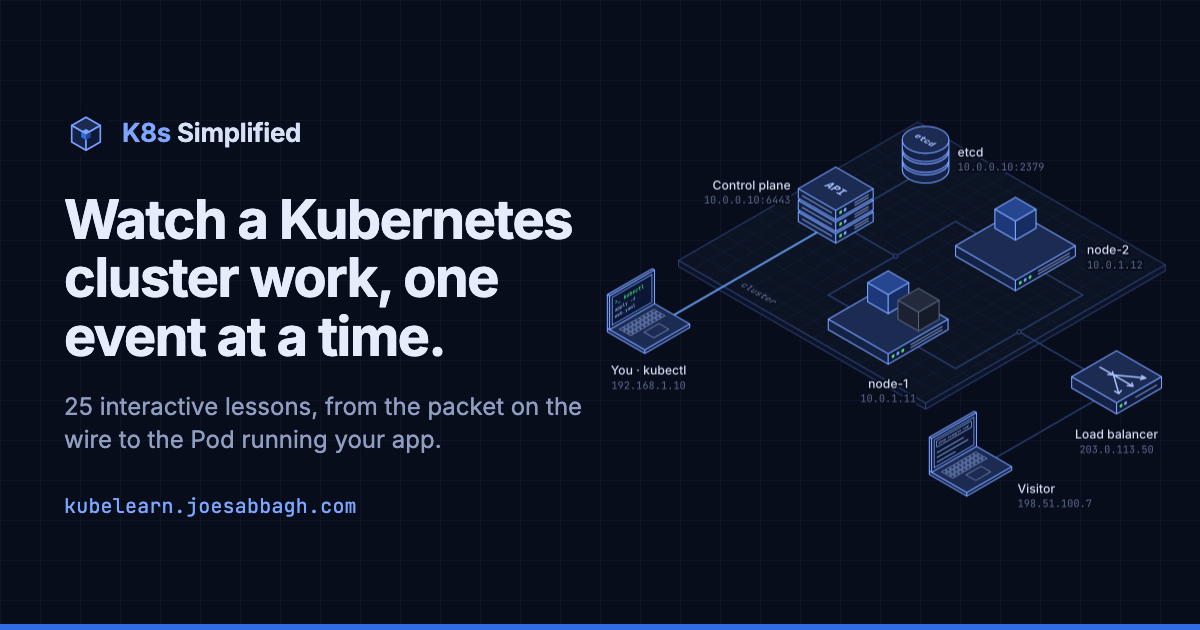 K8s Simplified
Watch a Kubernetes
cluster work, one
event at a time.
25 interactive lessons, from the packet on the
wire to the Pod running your app.
kubelearn.joesabbagh.com
etcd
etcd
10.0.0.10:2379
API
Control plane
10.0.0.10:6443
node-2
10.0.1.12
cluster
>_ kubectl
apply -f
You · kubectl
192.168.1.10
node-1
10.0.1.11
Load balancer
203.0.113.50
Visitor
198.51.100.7